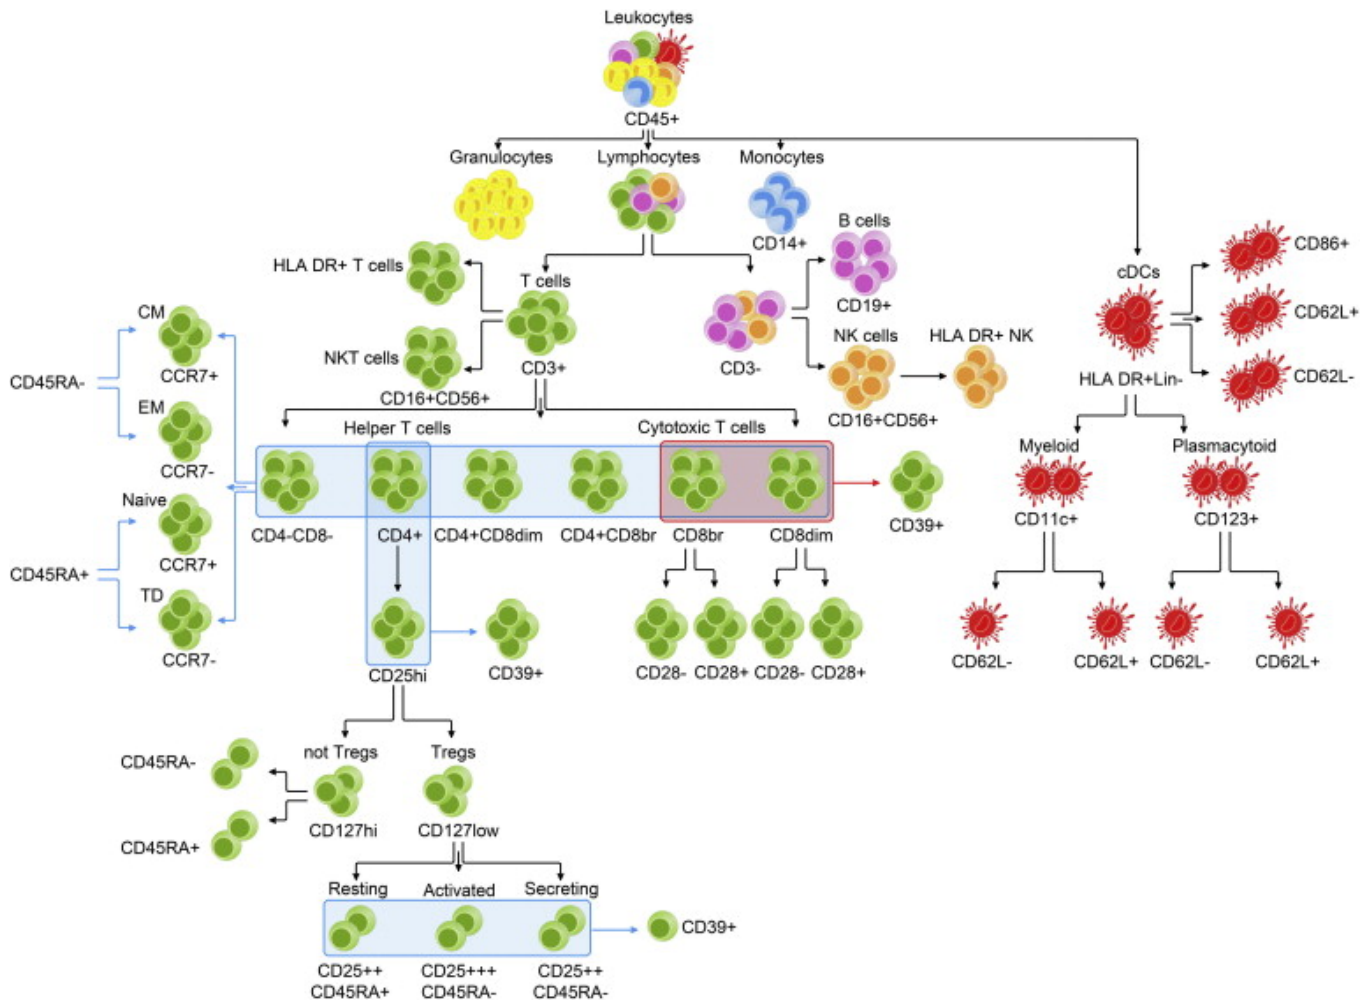 Leukocytes
CD45+
Granulocytes
Lymphocytes
Monocytes
CD14+
B cells
CD19+
CD86+
HLA DR+ T cells
T cells
cDCs
CD62L+
CM
NKT cells
CD3+
CD3-
NK cells
HLA DR+ NK
CD62L-
CD45RA-
CCR7+
CD16+CD56+
CD16+CD56+
HLA DR+Lin-
EM
CCR7-
Helper T cells
Cytotoxic T cells
Myeloid
Plasmacytoid
Naive
CCR7+
CD4-CD8-
CD4+
CD4+CD8dim
CD4+CD8br
CD8br
CD8dim
CD39+
CD11c+
CD123+
CD45RA+
TD
CCR7-
CD25hi
CD39+
CD28-
CD28+
CD28-
CD28+
CD62L-
CD62L+
CD62L-
CD62L+
not Tregs
Tregs
CD45RA-
CD45RA+
CD127hi
CD127low
Resting
Activated
Secreting
CD39+
CD25++
CD45RA+
CD25+++
CD45RA-
CD25++
CD45RA-